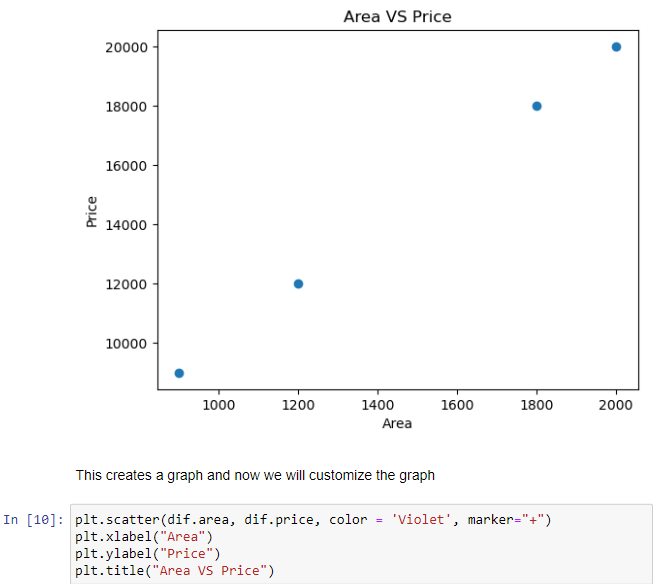 Area VS Price
20000
18000
16000
14000
12000
10000
Price
1000 1200 1400 1600 1800 2000
Area
This creates a graph and now we will customize the graph
In [10]: plt.scatter(dif.area, dif.price, color = 'Violet', marker="+")
plt.xlabel("Area")
plt.ylabel("Price")
plt.title("Area VS Price")